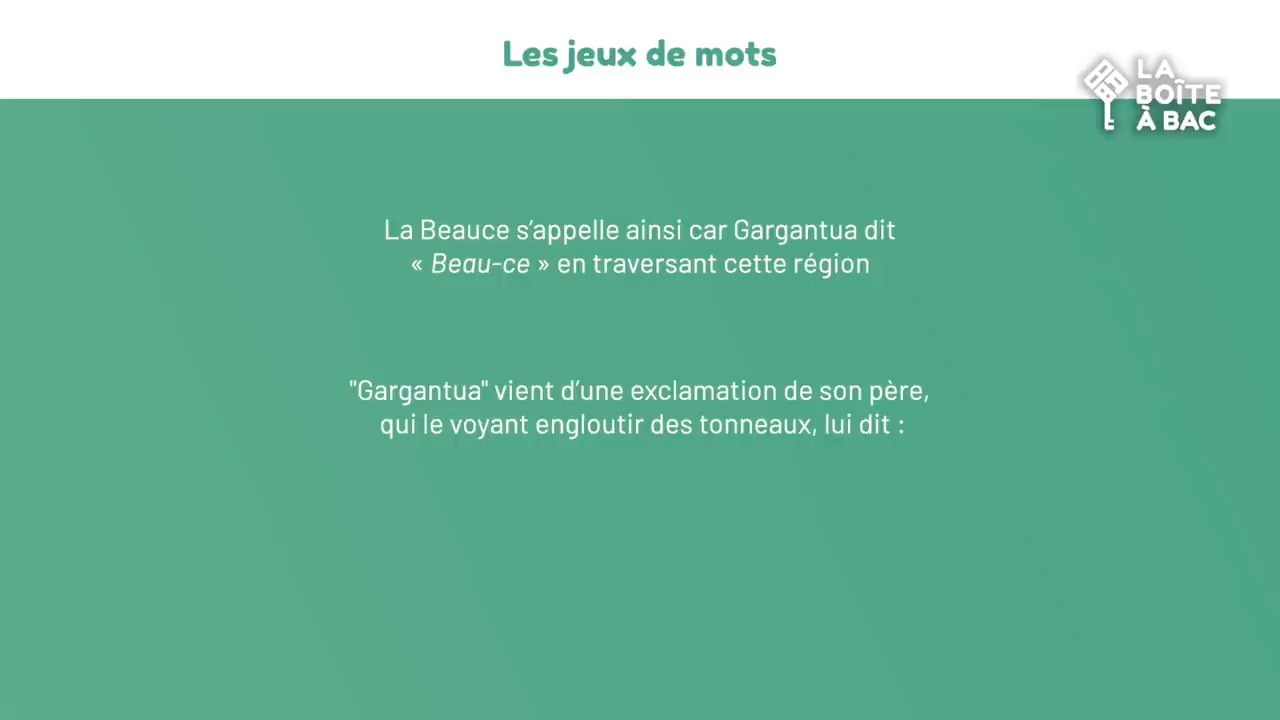 Les jeux de mots
LA
BOÎTE
À BAC
La Beauce s’appelle ainsi car Gargantua dit
« Beau-ce » en traversant cette région
"Gargantua" vient d’une exclamation de son père,
qui le voyant engloutir des tonneaux, lui dit :